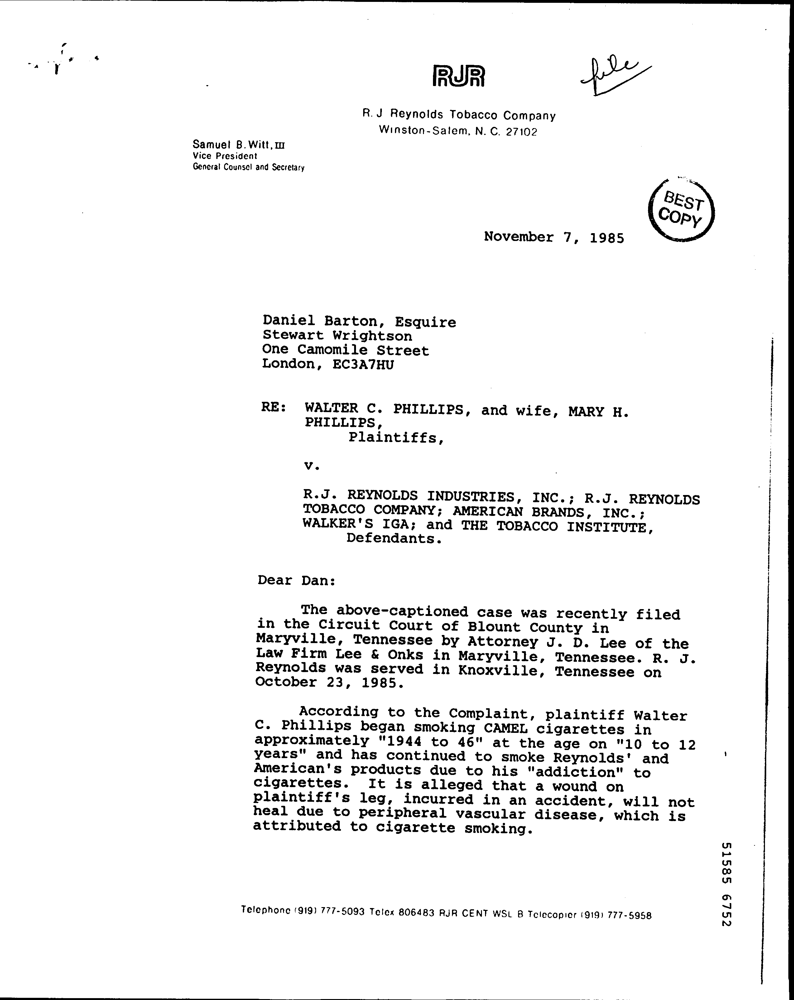 RJR
file
R. J Reynolds Tobacco Company
Winston-Salem, N. C. 27102
Samuel B. Witt, III
Vice President
General Counsel and Secretary
BEST
COPY
November 7, 1985
Daniel Barton, Esquire
Stewart Wrightson
One Camomile Street
London, EC3A7HU
RE: WALTER C. PHILLIPS, and wife, MARY H.
PHILLIPS,
Plaintiffs,
v.
R.J. REYNOLDS INDUSTRIES, INC.; R.J. REYNOLDS
TOBACCO COMPANY; AMERICAN BRANDS, INC.;
WALKER'S IGA; and THE TOBACCO INSTITUTE,
Defendants.
Dear Dan:
The above-captioned case was recently filed
in the Circuit Court of Blount County in
Maryville, Tennessee by Attorney J. D. Lee of the
Law Firm Lee & Onks in Maryville, Tennessee. R. J.
Reynolds was served in Knoxville, Tennessee on
October 23, 1985.
According to the Complaint, plaintiff Walter
C. Phillips began smoking CAMEL cigarettes in
approximately "1944 to 46" at the age on "10 to 12
years" and has continued to smoke Reynolds' and
American's products due to his "addiction" to
cigarettes. It is alleged that a wound on
plaintiff's leg, incurred in an accident, will not
heal due to peripheral vascular disease, which is
attributed to cigarette smoking.
Telephone (919) 777-5093 Telex 806483 RJR CENT WSL B Telecopier (919) 777-5958
51585 6752